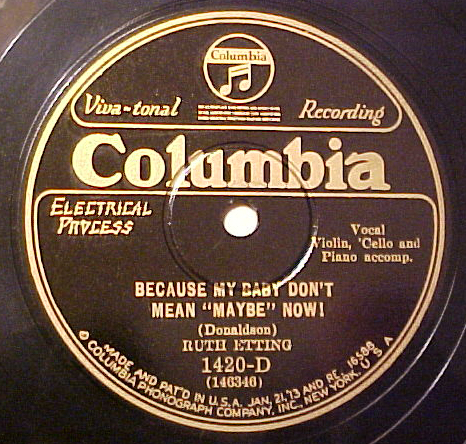 Columbia
Viva-tonal Recording
Columbia
ELECTRICAL
PROCESS
Vocal
Violin, 'Cello and
Piano accomp.
BECAUSE MY BABY DON'T
MEAN "MAYBE" NOW!
(Donaldson)
RUTH ETTING
1420-D
(146346)
MADE AND PAT'D IN U.S.A. JAN. 21, '13 AND RE. 16588
© COLUMBIA PHONOGRAPH COMPANY, INC., NEW YORK, U S A